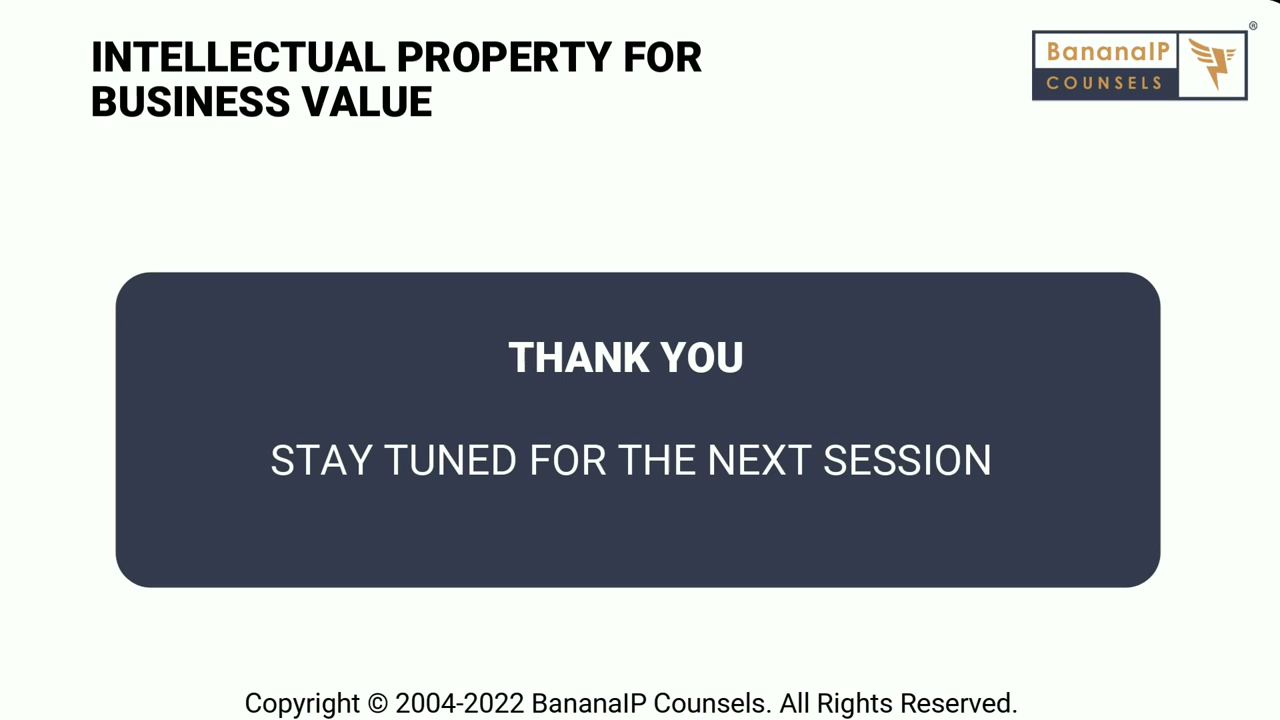 INTELLECTUAL PROPERTY FOR
BUSINESS VALUE
BananaIP
COUNSELS
®
THANK YOU
STAY TUNED FOR THE NEXT SESSION
Copyright © 2004-2022 BananaIP Counsels. All Rights Reserved.